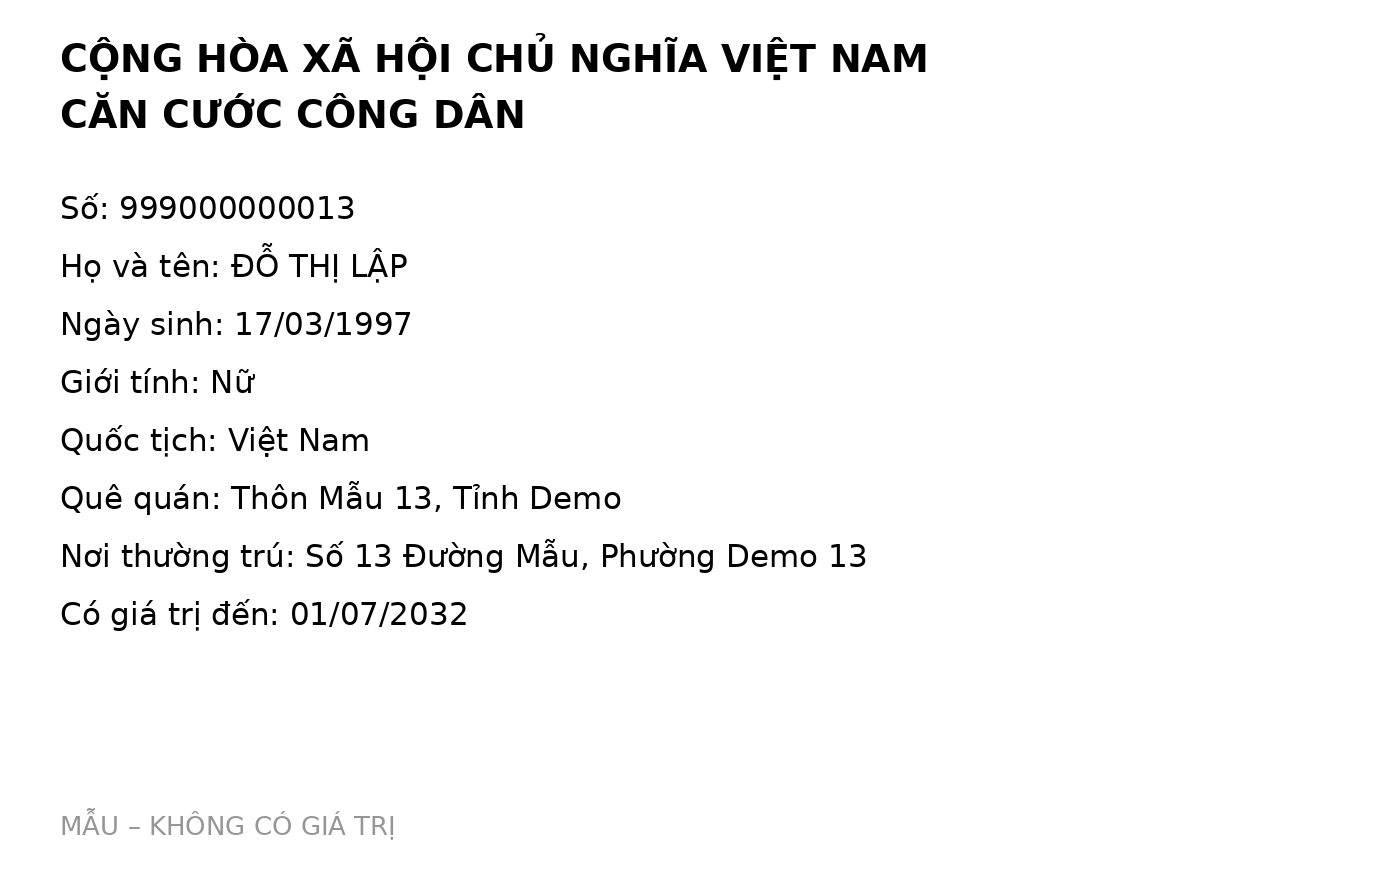 CỘNG HÒA XÃ HỘI CHỦ NGHĨA VIỆT NAM
CĂN CƯỚC CÔNG DÂN
Số: 999000000013
Họ và tên: ĐỖ THỊ LẬP
Ngày sinh: 17/03/1997
Giới tính: Nữ
Quốc tịch: Việt Nam
Quê quán: Thôn Mẫu 13, Tỉnh Demo
Nơi thường trú: Số 13 Đường Mẫu, Phường Demo 13
Có giá trị đến: 01/07/2032
MẪU – KHÔNG CÓ GIÁ TRỊ